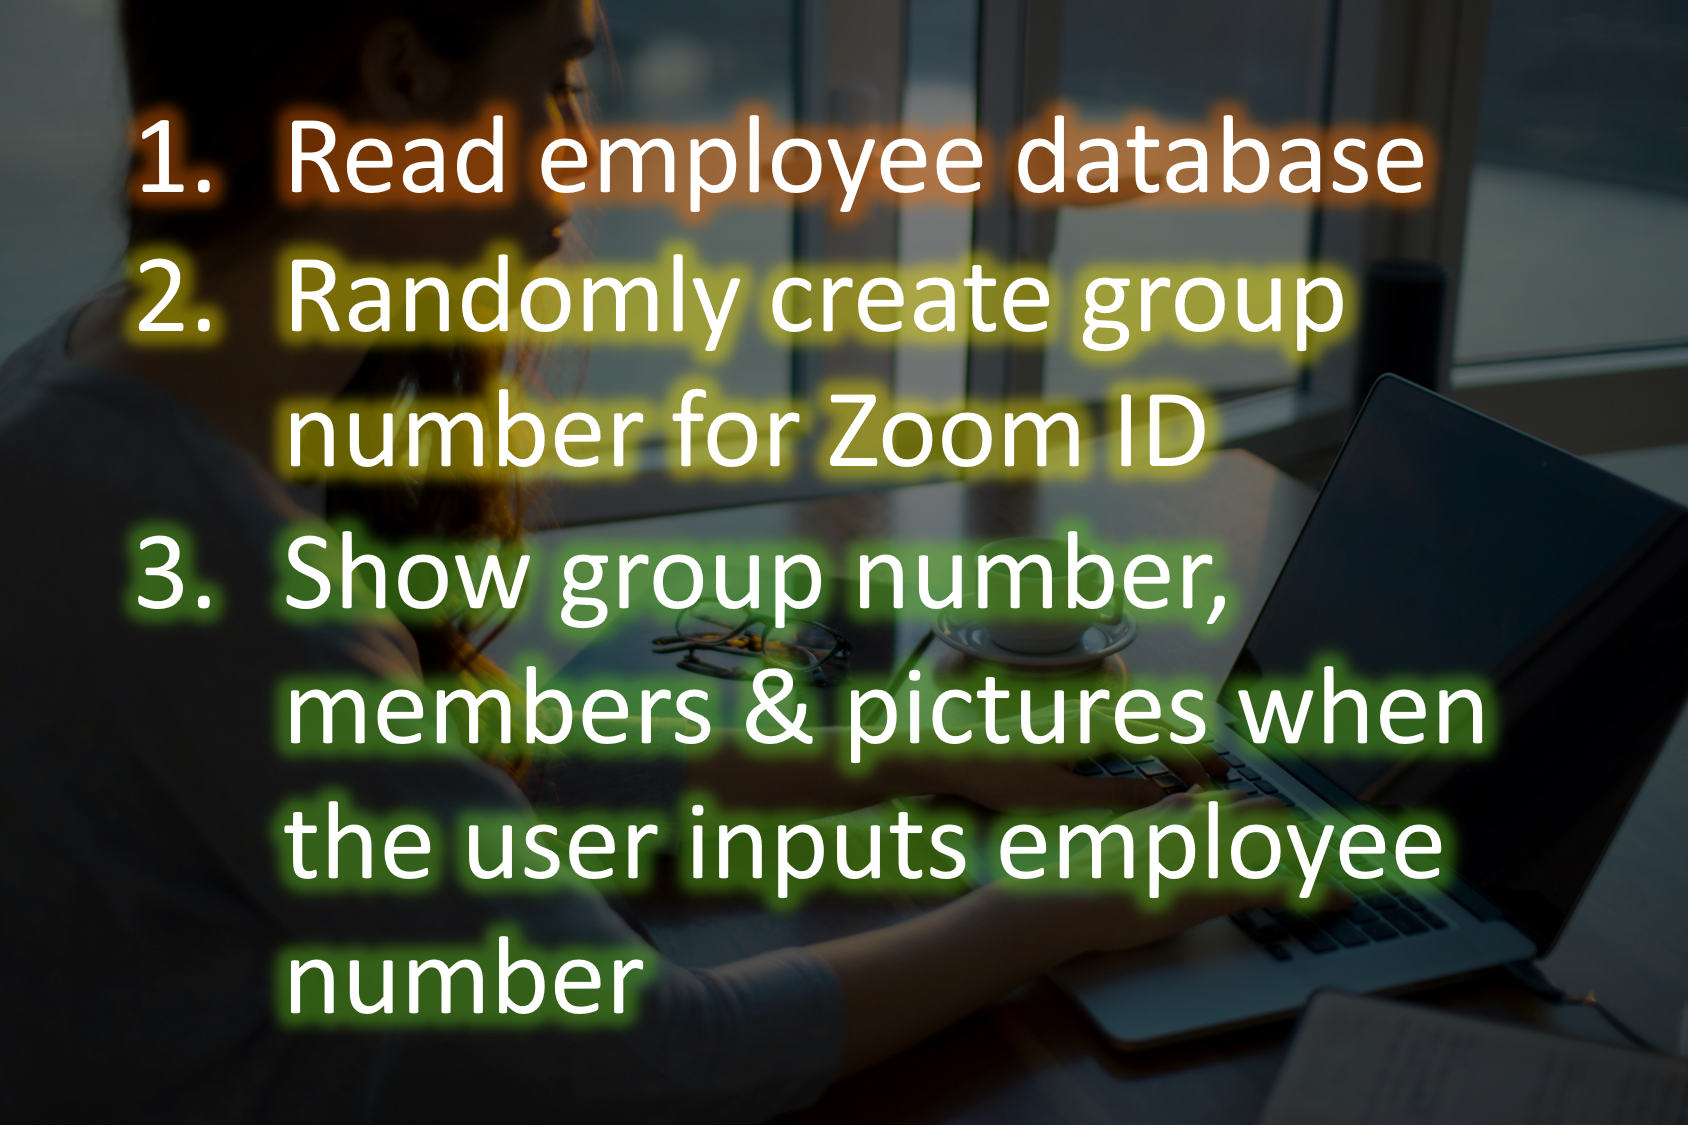 1. Read employee database
2. Randomly create group
number for Zoom ID
3. Show group number,
members & pictures when
the user inputs employee
number